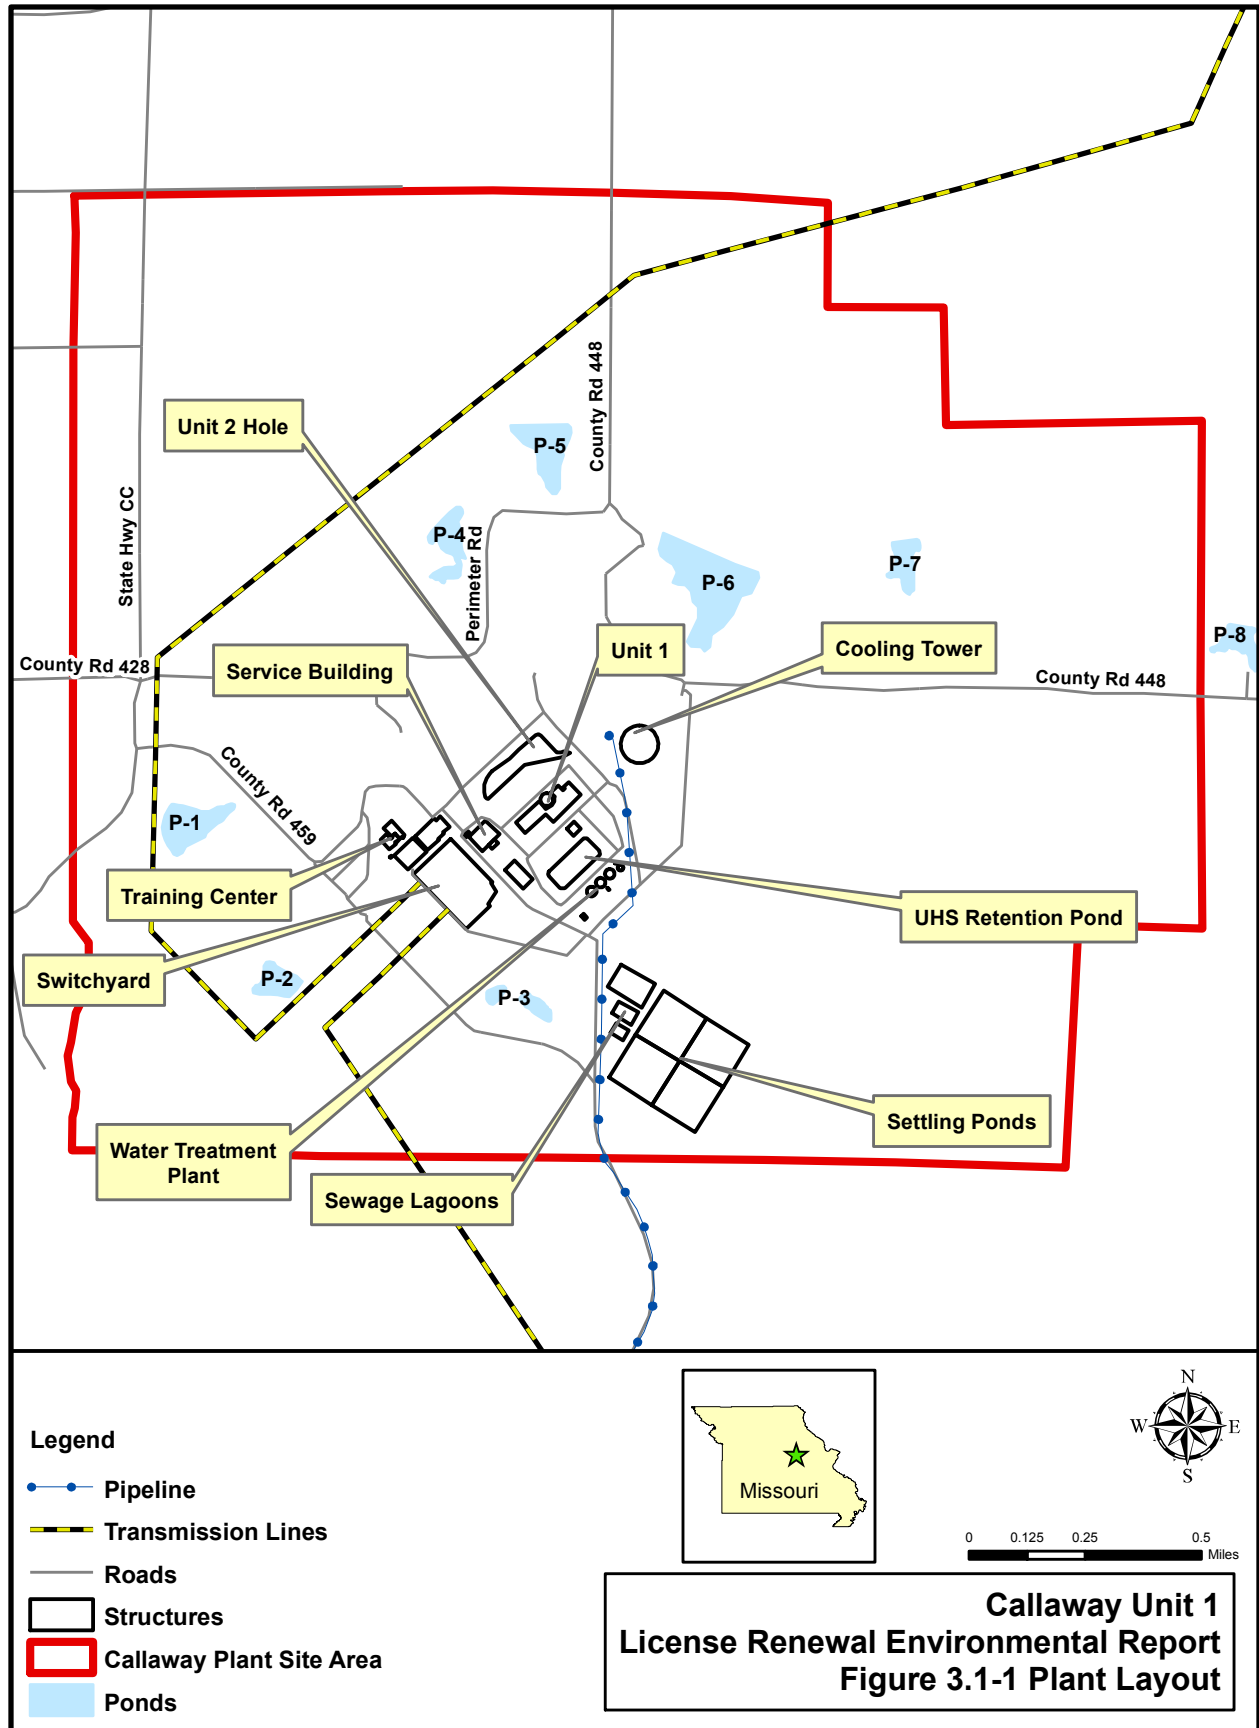 Unit 2 Hole
County Rd 448
P-5
State Hwy CC
P-4
Perimeter Rd
P-6
P-7
P-8
County Rd 428
Service Building
Unit 1
Cooling Tower
County Rd 448
County Rd 459
P-1
Training Center
UHS Retention Pond
Switchyard
P-2
P-3
Settling Ponds
Water Treatment
Plant
Sewage Lagoons
Legend
Pipeline
Transmission Lines
Roads
Structures
Callaway Plant Site Area
Ponds
Missouri
N
W
E
S
0 0.125 0.25 0.5
Miles
Callaway Unit 1
License Renewal Environmental Report
Figure 3.1-1 Plant Layout